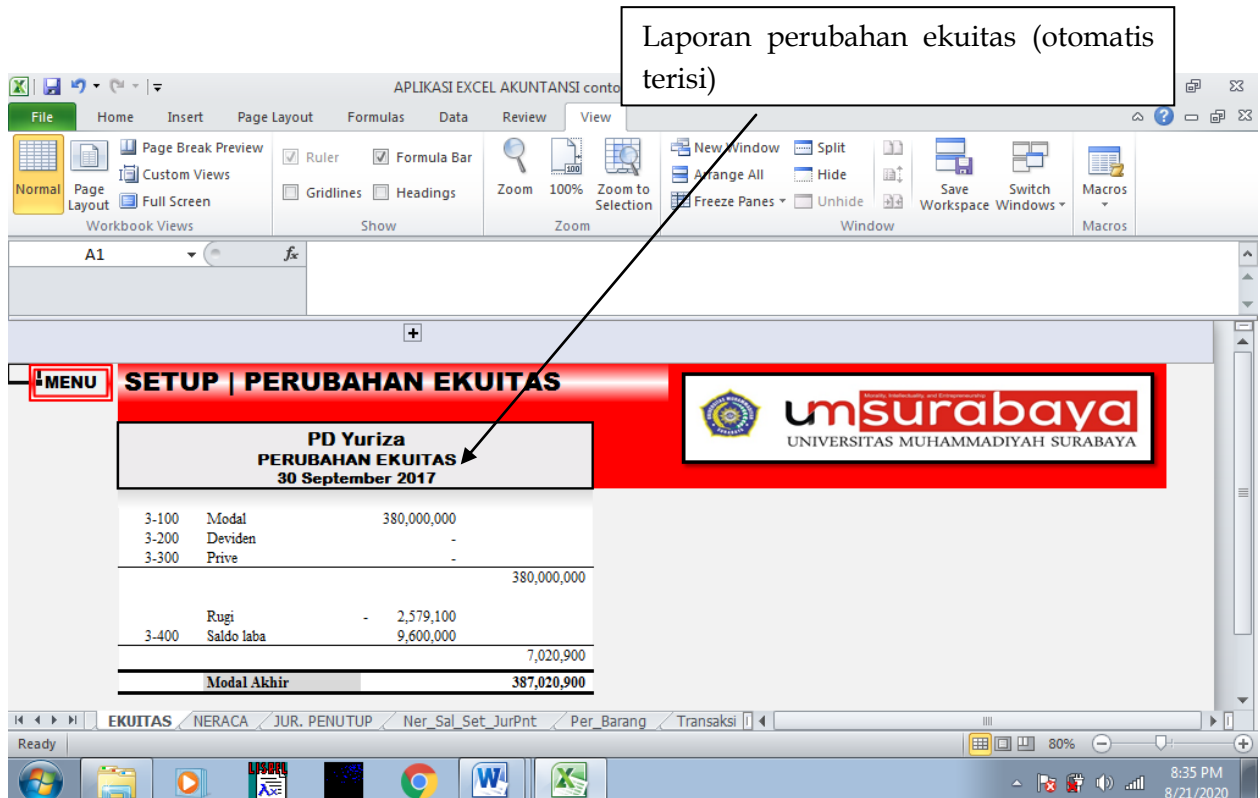 Laporan perubahan ekuitas (otomatis
terisi)
APLIKASI EXCEL AKUNTANSI conto
File Home Insert Page Layout Formulas Data Review View
Normal
Page Layout
Page Break Preview
Custom Views
Full Screen
Workbook Views
Ruler
Formula Bar
Gridlines
Headings
Show
Zoom
100%
Zoom to Selection
Zoom
New Window
Arrange All
Freeze Panes
Split
Hide
Unhide
Save Workspace
Switch Windows
Window
Macros
Macros
A1
fx
MENU
SETUP | PERUBAHAN EKUITAS
umsurabaya
UNIVERSITAS MUHAMMADIYAH SURABAYA
PD Yuriza
PERUBAHAN EKUITAS
30 September 2017
3-100 Modal 380,000,000
3-200 Deviden -
3-300 Prive -
380,000,000
Rugi - 2,579,100
3-400 Saldo laba 9,600,000
7,020,900
Modal Akhir 387,020,900
EKUITAS NERACA JUR. PENUTUP Ner_Sal_Set_JurPnt Per_Barang Transaksi
Ready
80%
8:35 PM
8/21/2020